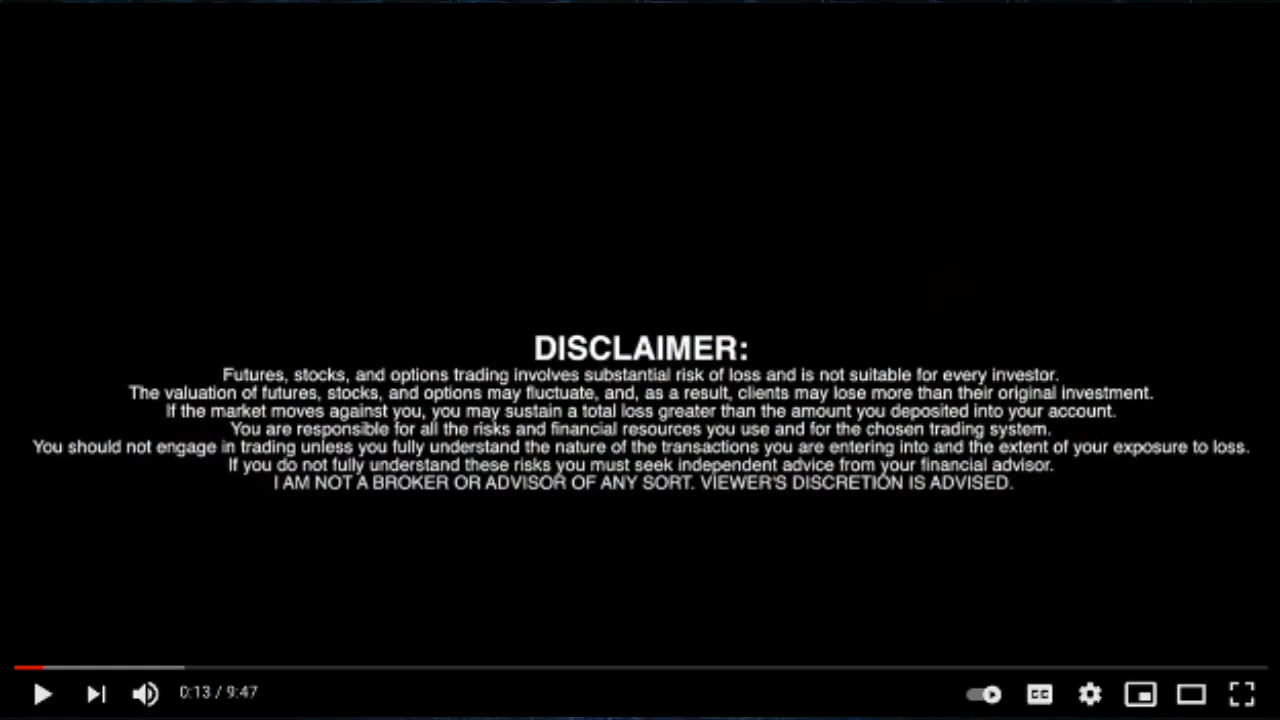 DISCLAIMER:
Futures, stocks, and options trading involves substantial risk of loss and is not suitable for every investor.
The valuation of futures, stocks, and options may fluctuate, and, as a result, clients may lose more than their original investment.
If the market moves against you, you may sustain a total loss greater than the amount you deposited into your account.
You are responsible for all the risks and financial resources you use and for the chosen trading system.
You should not engage in trading unless you fully understand the nature of the transactions you are entering into and the extent of your exposure to loss.
If you do not fully understand these risks you must seek independent advice from your financial advisor.
I AM NOT A BROKER OR ADVISOR OF ANY SORT. VIEWER'S DISCRETION IS ADVISED.
0:13 / 9:47 CC